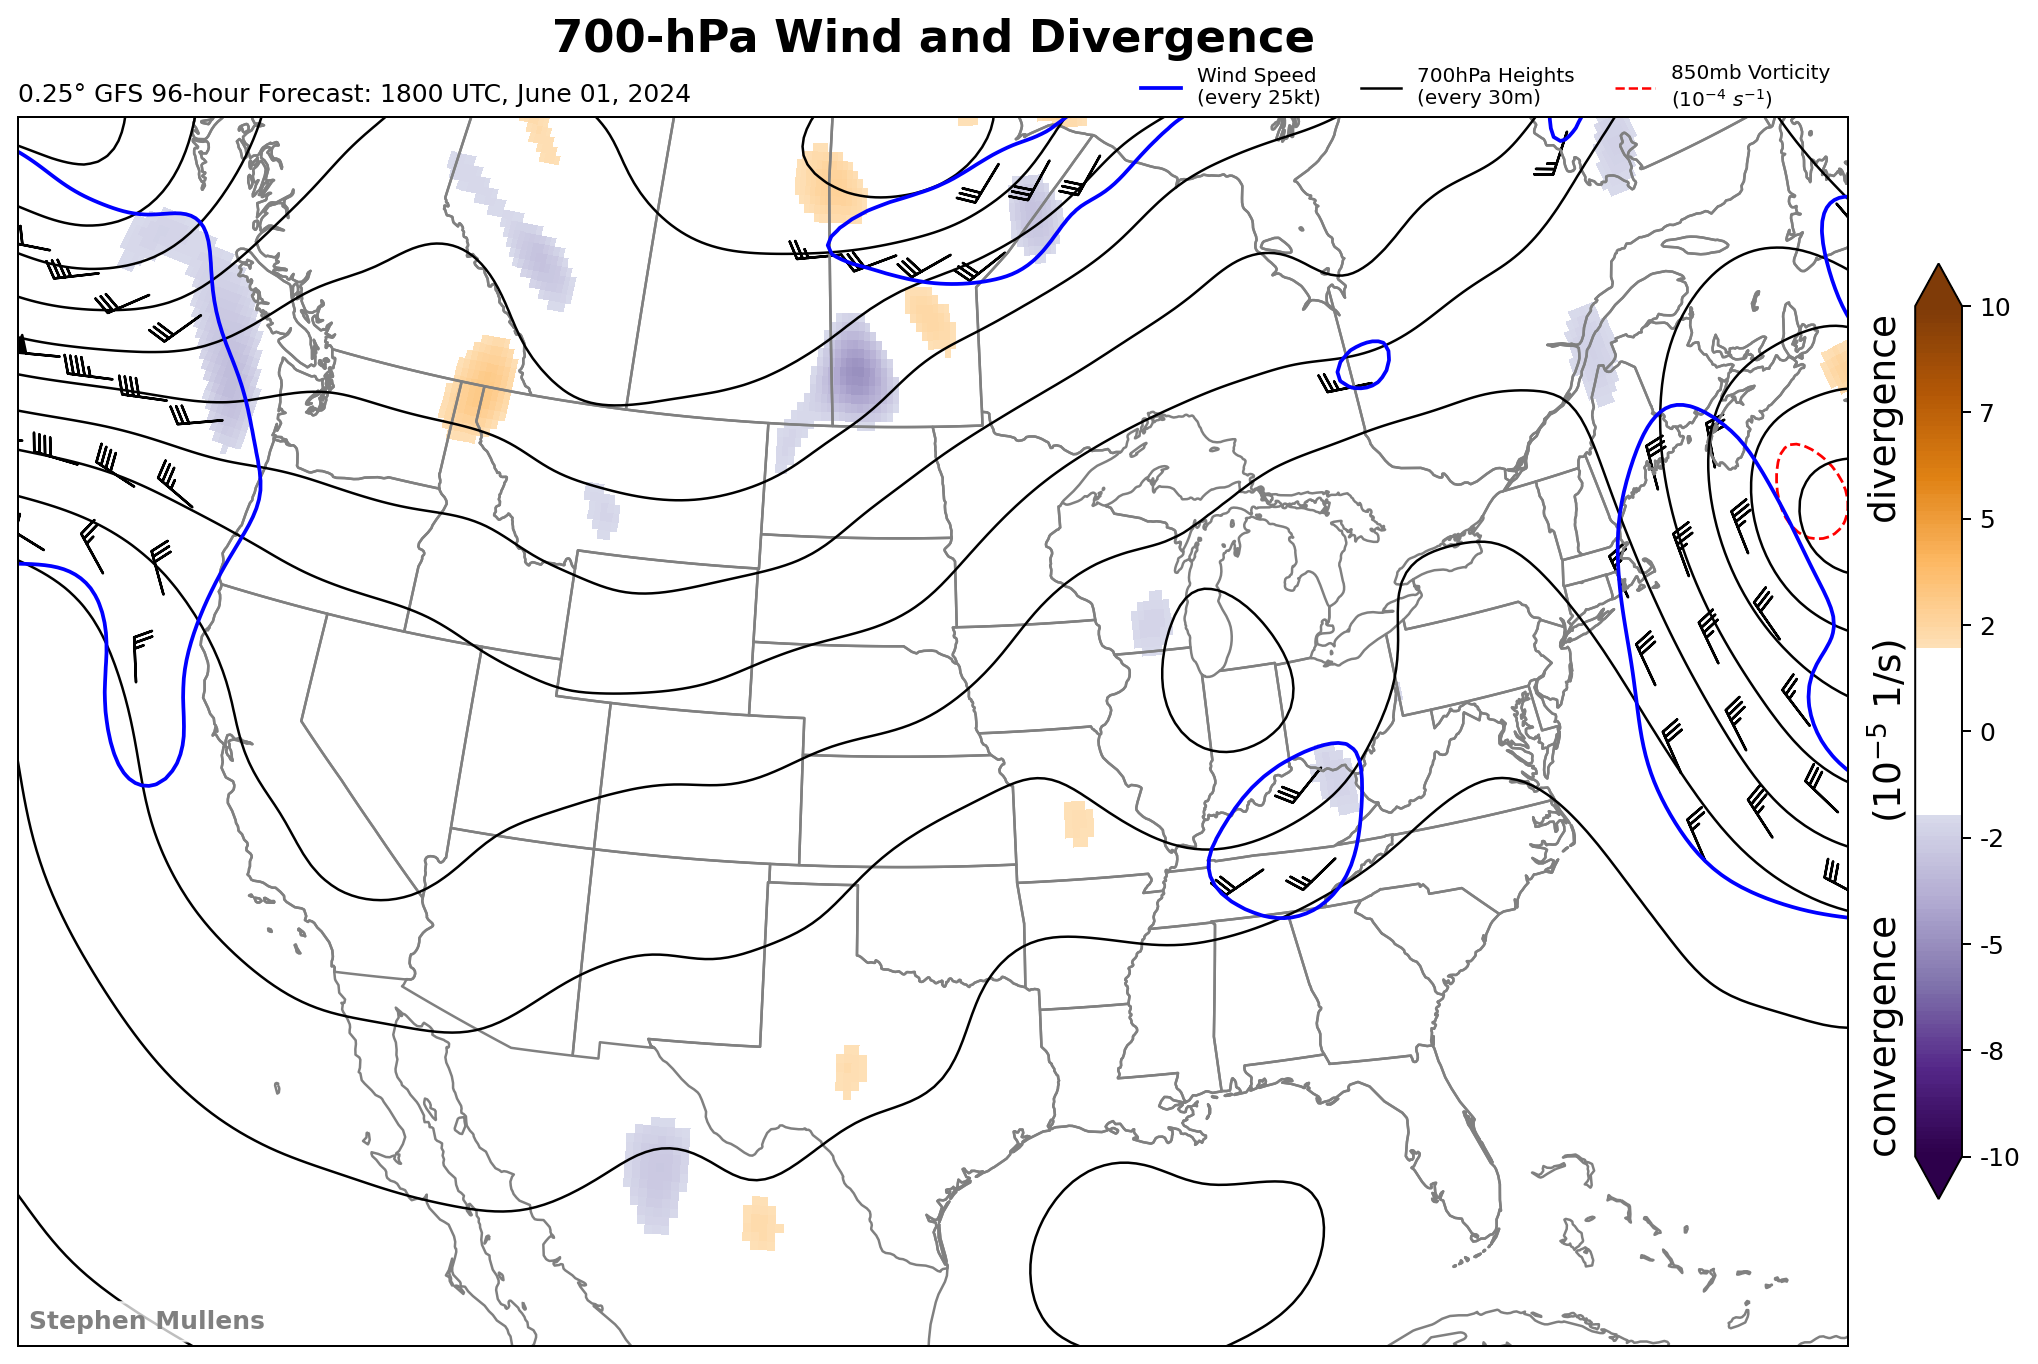 700-hPa Wind and Divergence
0.25° GFS 96-hour Forecast: 1800 UTC, June 01, 2024
Wind Speed
(every 25kt)
700hPa Heights
(every 30m)
850mb Vorticity
(10⁻⁴ s⁻¹)
10
7
5
2
0
-2
-5
-8
-10
convergence (10⁻⁵ 1/s) divergence
Stephen Mullens